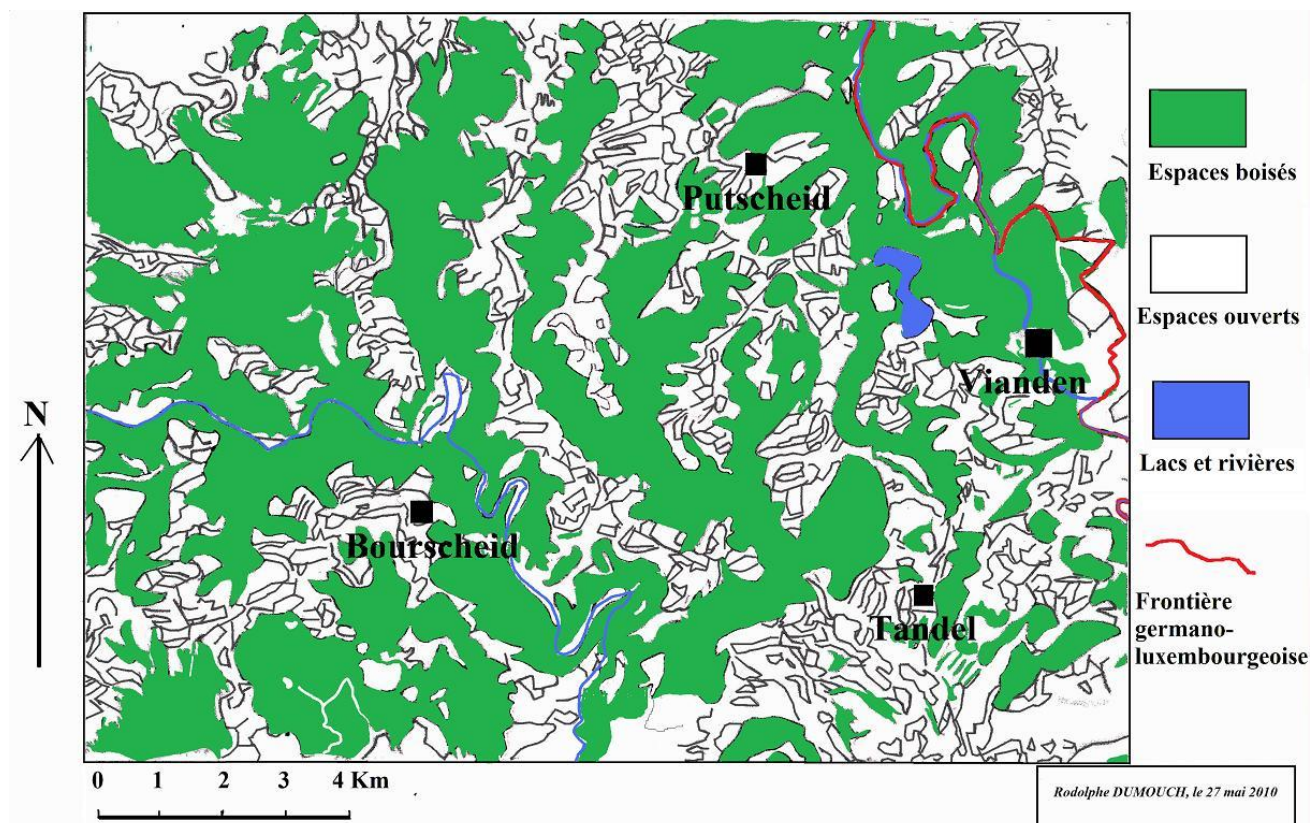 Putscheid
Vianden
Bourscheid
Tandel
N
Espaces boisés
Espaces ouverts
Lacs et rivières
Frontière
germano-
luxembourgeoise
0 1 2 3 4 Km
Rodolphe DUMOUCH, le 27 mai 2010